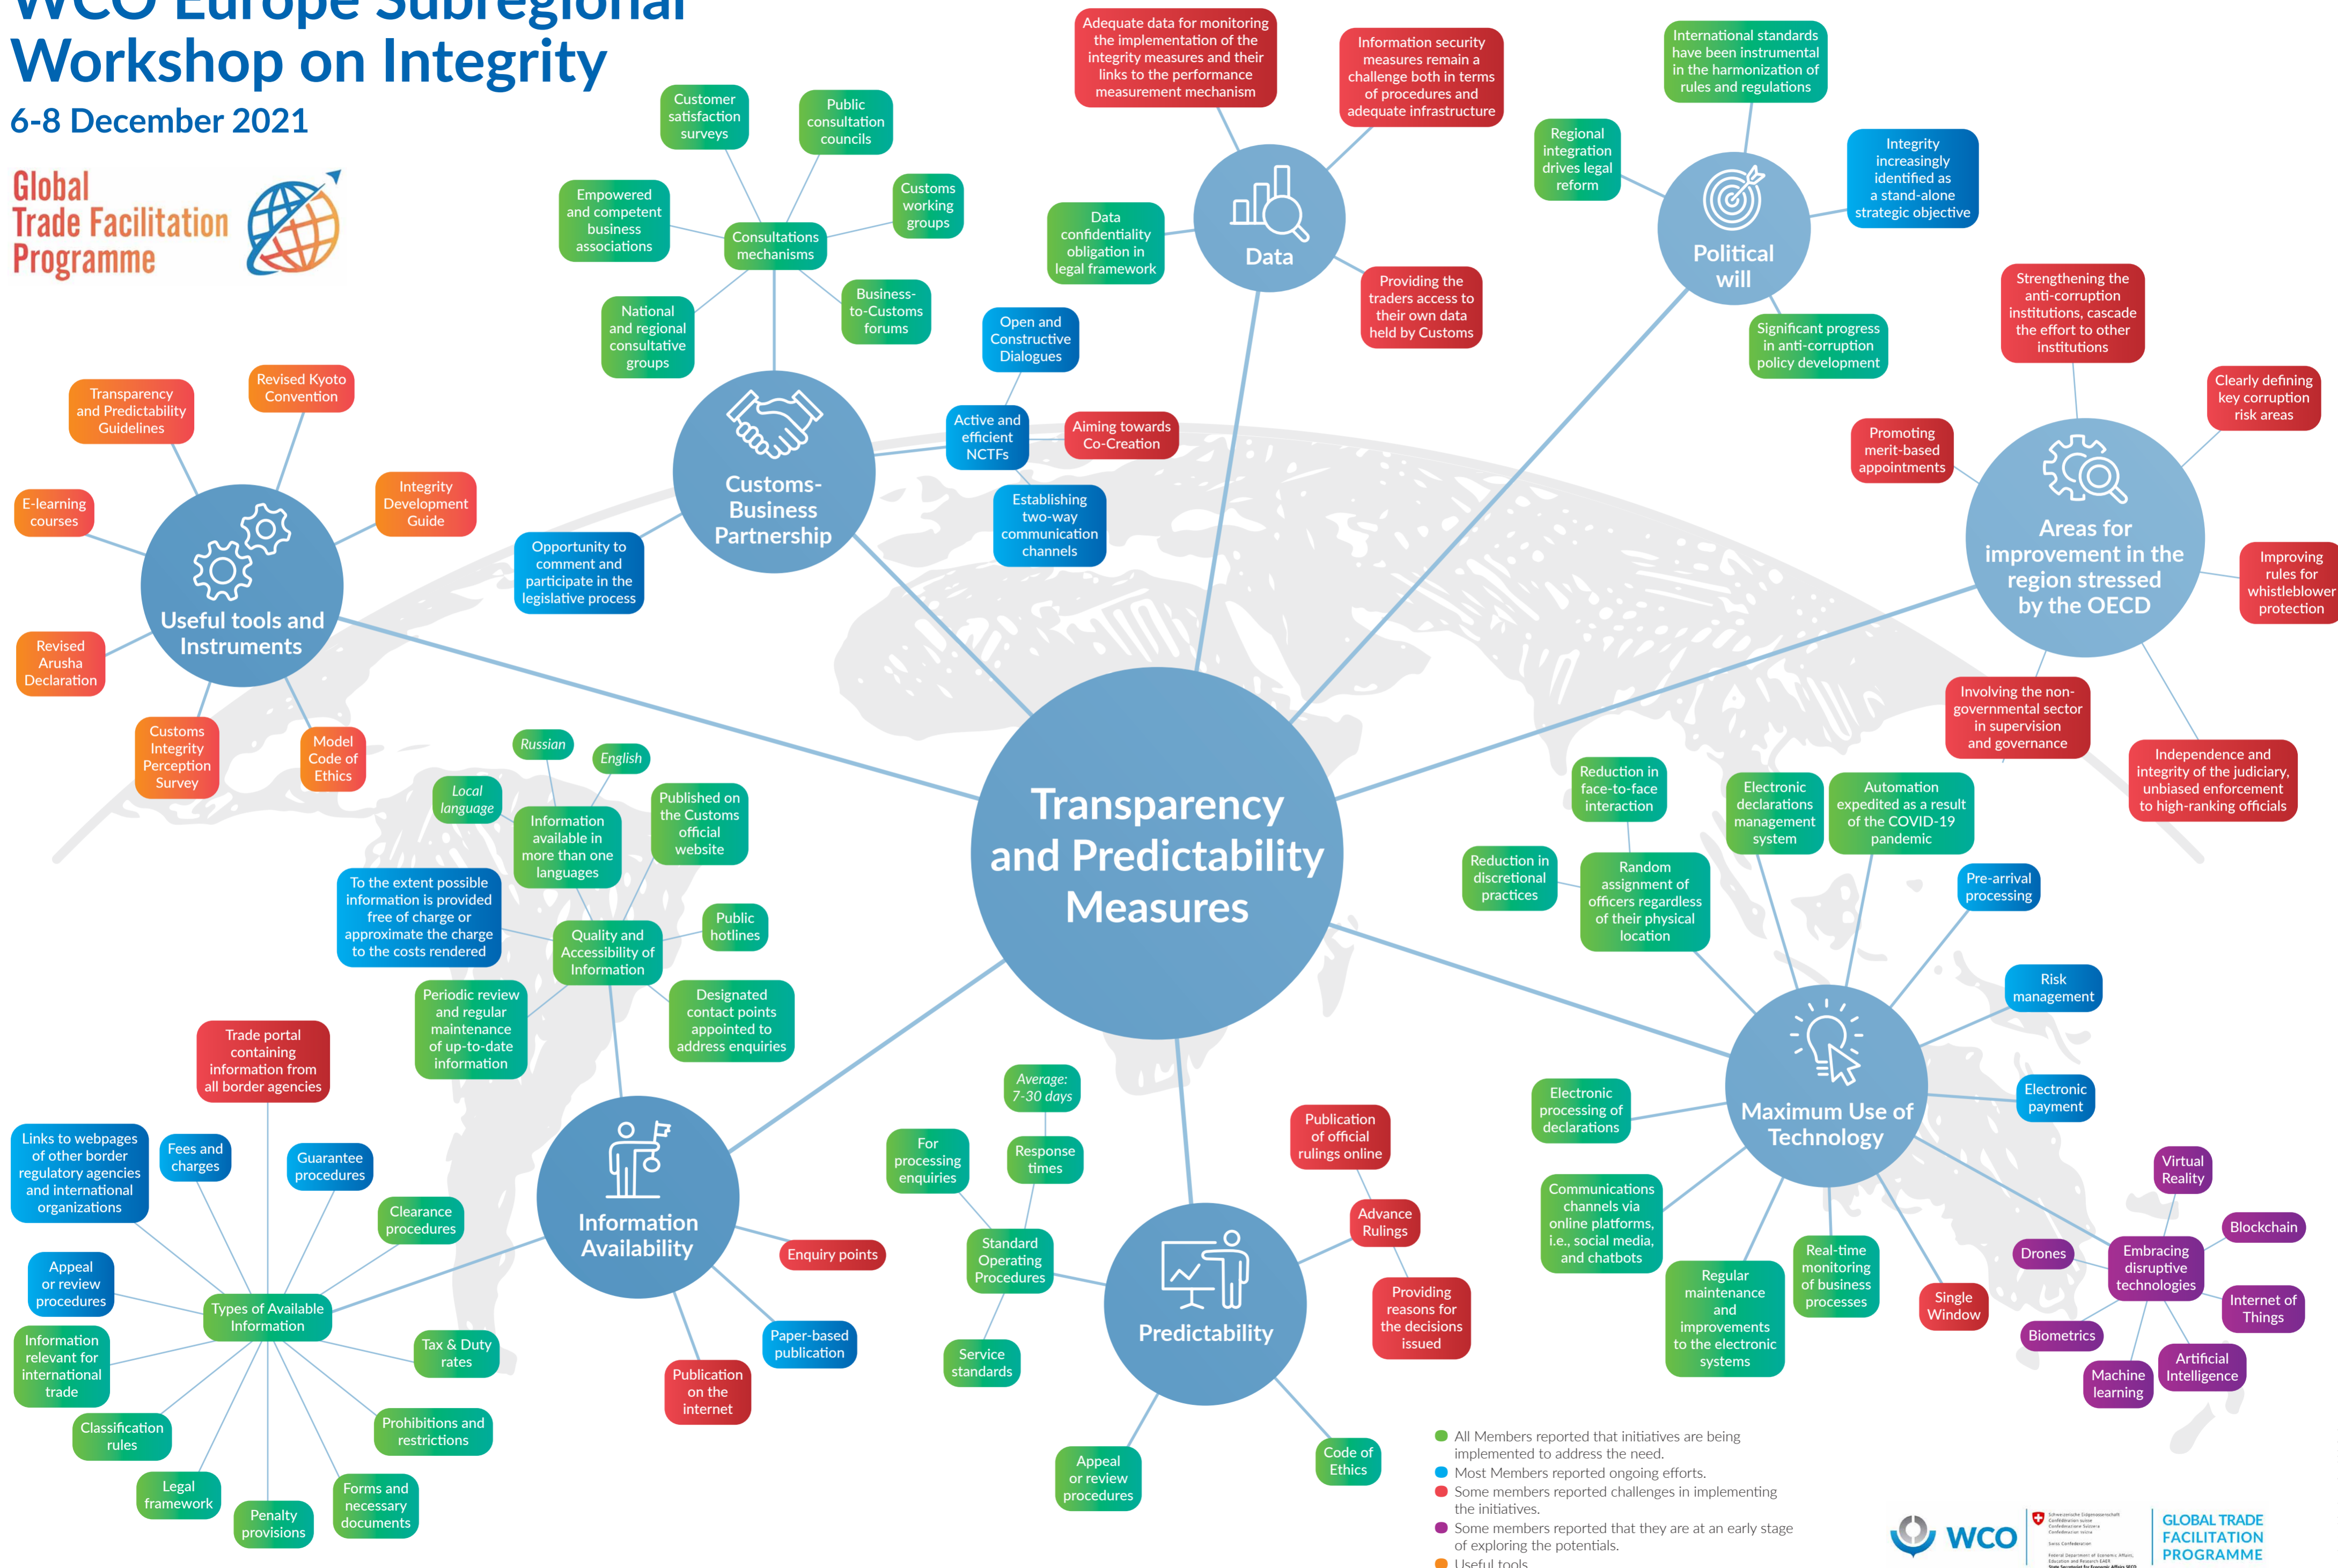 WCO Europe Subregional
Workshop on Integrity
6-8 December 2021
Global
Trade Facilitation
Programme
Customer
satisfaction
surveys
Public
consultation
councils
Empowered
and competent
business
associations
Customs
working
groups
Consultations
mechanisms
National
and regional
consultative
groups
Business-
to-Customs
forums
Customs-
Business
Partnership
Open and
Constructive
Dialogues
Active and
efficient
NCTFs
Aiming towards
Co-Creation
Establishing
two-way
communication
channels
Opportunity to
comment and
participate in the
legislative process
Adequate data for monitoring
the implementation of the
integrity measures and their
links to the performance
measurement mechanism
Information security
measures remain a
challenge both in terms
of procedures and
adequate infrastructure
Data
confidentiality
obligation in
legal framework
Data
Providing the
traders access to
their own data
held by Customs
International standards
have been instrumental
in the harmonization of
rules and regulations
Regional
integration
drives legal
reform
Integrity
increasingly
identified as
a stand-alone
strategic objective
Political
will
Significant progress
in anti-corruption
policy development
Strengthening the
anti-corruption
institutions, cascade
the effort to other
institutions
Clearly defining
key corruption
risk areas
Promoting
merit-based
appointments
Areas for
improvement in the
region stressed
by the OECD
Improving
rules for
whistleblower
protection
Involving the non-
governmental sector
in supervision
and governance
Independence and
integrity of the judiciary,
unbiased enforcement
to high-ranking officials
Transparency
and Predictability
Guidelines
Revised Kyoto
Convention
E-learning
courses
Integrity
Development
Guide
Useful tools and
Instruments
Revised
Arusha
Declaration
Customs
Integrity
Perception
Survey
Model
Code of
Ethics
Transparency
and Predictability
Measures
Russian
English
Local
language
Information
available in
more than one
languages
Published on
the Customs
official
website
To the extent possible
information is provided
free of charge or
approximate the charge
to the costs rendered
Quality and
Accessibility of
Information
Public
hotlines
Periodic review
and regular
maintenance
of up-to-date
information
Designated
contact points
appointed to
address enquiries
Information
Availability
Enquiry points
Paper-based
publication
Publication
on the
internet
Trade portal
containing
information from
all border agencies
Links to webpages
of other border
regulatory agencies
and international
organizations
Fees and
charges
Guarantee
procedures
Clearance
procedures
Appeal
or review
procedures
Types of Available
Information
Information
relevant for
international
trade
Tax & Duty
rates
Classification
rules
Prohibitions and
restrictions
Legal
framework
Penalty
provisions
Forms and
necessary
documents
Average:
7-30 days
For
processing
enquiries
Response
times
Standard
Operating
Procedures
Service
standards
Predictability
Publication
of official
rulings online
Advance
Rulings
Providing
reasons for
the decisions
issued
Appeal
or review
procedures
Code of
Ethics
Reduction in
face-to-face
interaction
Reduction in
discretional
practices
Random
assignment of
officers regardless
of their physical
location
Electronic
declarations
management
system
Automation
expedited as a result
of the COVID-19
pandemic
Pre-arrival
processing
Risk
management
Electronic
payment
Maximum Use of
Technology
Electronic
processing of
declarations
Communications
channels via
online platforms,
i.e., social media,
and chatbots
Regular
maintenance
and
improvements
to the electronic
systems
Real-time
monitoring
of business
processes
Single
Window
Virtual
Reality
Blockchain
Drones
Embracing
disruptive
technologies
Internet of
Things
Biometrics
Machine
learning
Artificial
Intelligence
All Members reported that initiatives are being
implemented to address the need.
Most Members reported ongoing efforts.
Some members reported challenges in implementing
the initiatives.
Some members reported that they are at an early stage
of exploring the potentials.
Useful tools
WCO
Schweizerische Eidgenossenschaft
Confédération suisse
Confederazione Svizzera
Confederaziun svizra
Swiss Confederation
Federal Department of Economic Affairs,
Education and Research EAER
State Secretariat for Economic Affairs SECO
GLOBAL TRADE
FACILITATION
PROGRAMME